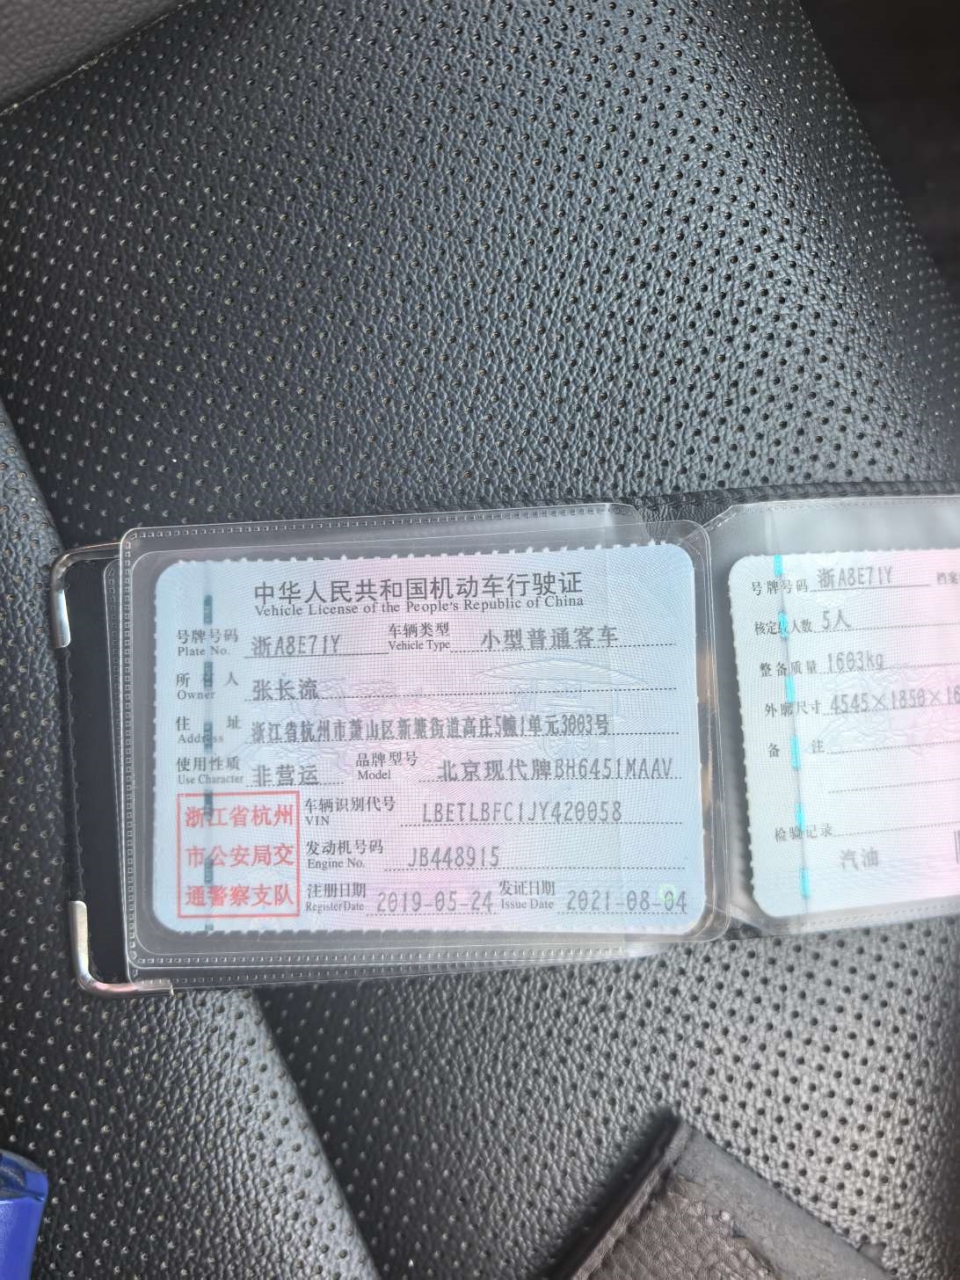 中华人民共和国机动车行驶证
Vehicle License of the People's Republic of China
号牌号码 浙A8E71Y 车辆类型 小型普通客车
Plate No. Vehicle Type
所 人 张长流
Owner
住 址 浙江省杭州市萧山区新塘街道高庄5幢1单元3003号
Address
使用性质 非营运 品牌型号 北京现代牌BH6451MAAV
Use Character Model
浙江省杭州
市公安局交
通警察支队
车辆识别代号 LBETLBFC1JY420058
VIN
发动机号码 JB448915
Engine No.
注册日期 2019-05-24 发证日期 2021-08-04
Register Date Issue Date
号牌号码 浙A8E71Y 档案
核定 人数 5人
整备质量 1603kg
外廓尺寸 4545×1850×16
备 注
检验记录
汽油